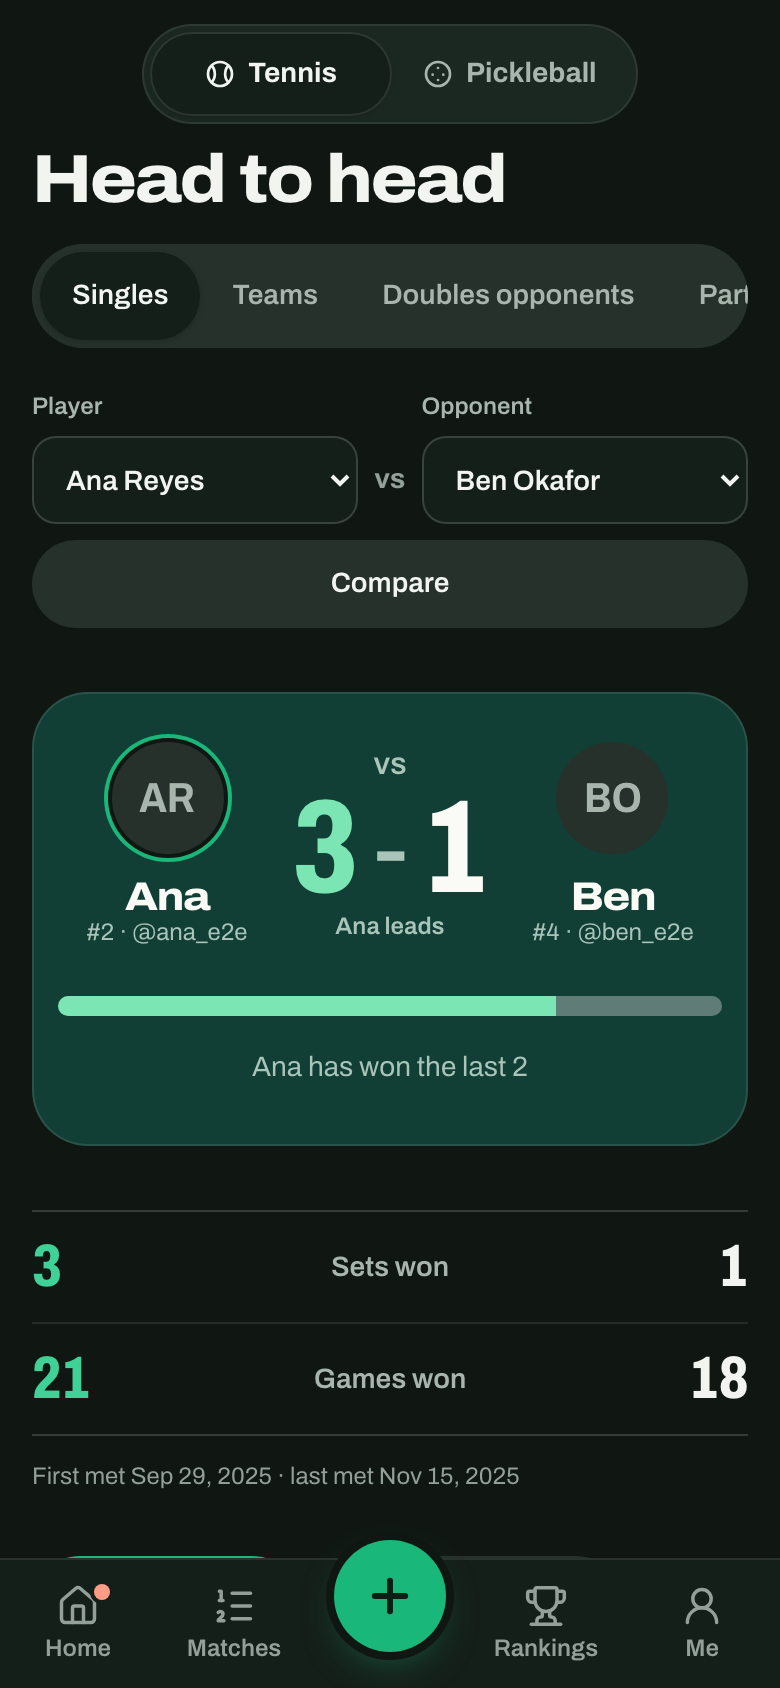 Tennis
Pickleball
Head to head
Singles
Teams
Doubles opponents
Part
Player
Opponent
Ana Reyes
vs
Ben Okafor
Compare
AR
vs
BO
3 - 1
Ana
Ben
#2 · @ana_e2e
Ana leads
#4 · @ben_e2e
Ana has won the last 2
3 Sets won 1
21 Games won 18
First met Sep 29, 2025 · last met Nov 15, 2025
Home
Matches
Rankings
Me